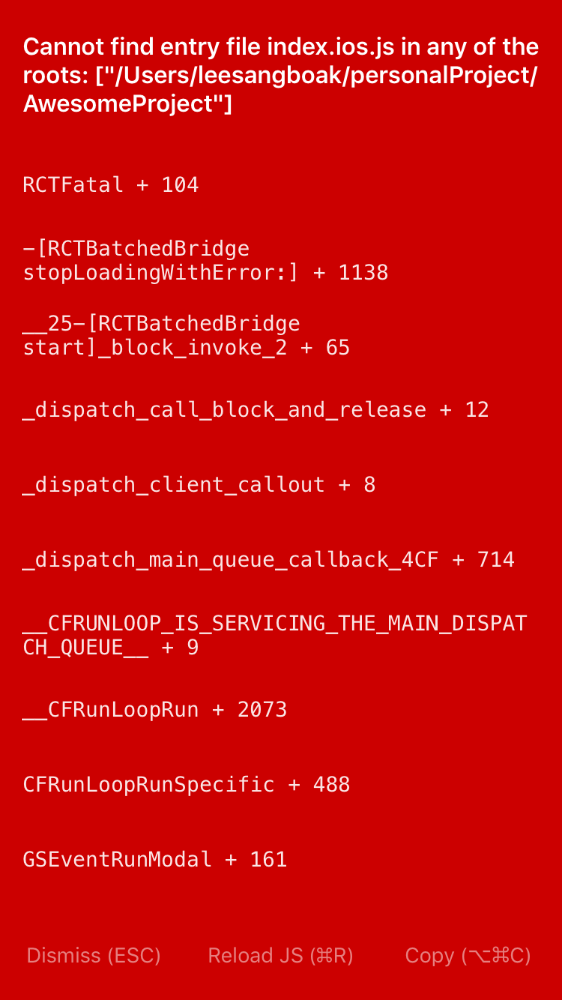 Cannot find entry file index.ios.js in any of the
roots: ["/Users/leesangboak/personalProject/
AwesomeProject"]
RCTFatal + 104
-[RCTBatchedBridge
stopLoadingWithError:] + 1138
__25-[RCTBatchedBridge
start]_block_invoke_2 + 65
_dispatch_call_block_and_release + 12
_dispatch_client_callout + 8
_dispatch_main_queue_callback_4CF + 714
__CFRUNLOOP_IS_SERVICING_THE_MAIN_DISPAT
CH_QUEUE__ + 9
__CFRunLoopRun + 2073
CFRunLoopRunSpecific + 488
GSEventRunModal + 161
Dismiss (ESC) Reload JS (⌘R) Copy (⌥⌘C)